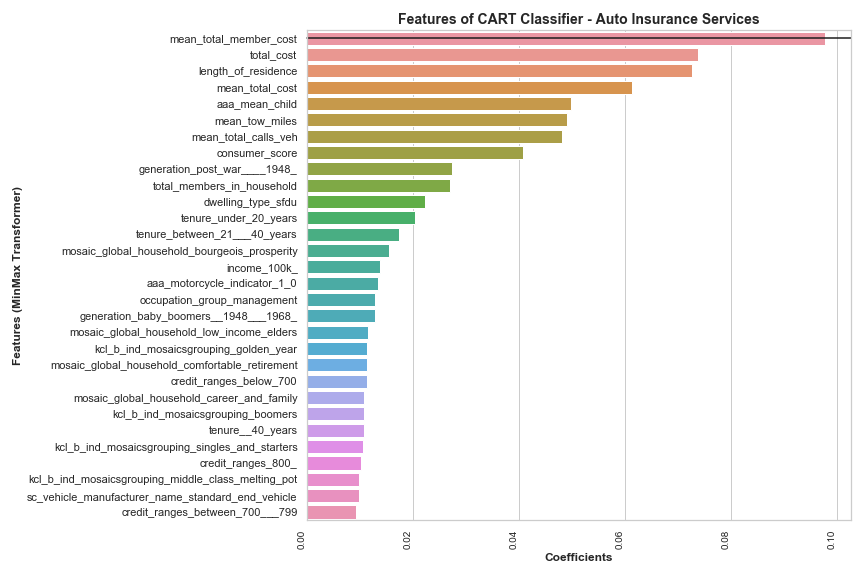 Features of CART Classifier - Auto Insurance Services
mean_total_member_cost
total_cost
length_of_residence
mean_total_cost
aaa_mean_child
mean_tow_miles
mean_total_calls_veh
consumer_score
generation_post_war____1948_
total_members_in_household
dwelling_type_sfdu
tenure_under_20_years
tenure_between_21___40_years
mosaic_global_household_bourgeois_prosperity
income_100k_
aaa_motorcycle_indicator_1_0
occupation_group_management
generation_baby_boomers__1948___1968_
mosaic_global_household_low_income_elders
kcl_b_ind_mosaicsgrouping_golden_year
mosaic_global_household_comfortable_retirement
credit_ranges_below_700
mosaic_global_household_career_and_family
kcl_b_ind_mosaicsgrouping_boomers
tenure__40_years
kcl_b_ind_mosaicsgrouping_singles_and_starters
credit_ranges_800_
kcl_b_ind_mosaicsgrouping_middle_class_melting_pot
sc_vehicle_manufacturer_name_standard_end_vehicle
credit_ranges_between_700___799
Features (MinMax Transformer)
0.00
0.02
0.04
0.06
0.08
0.10
Coefficients